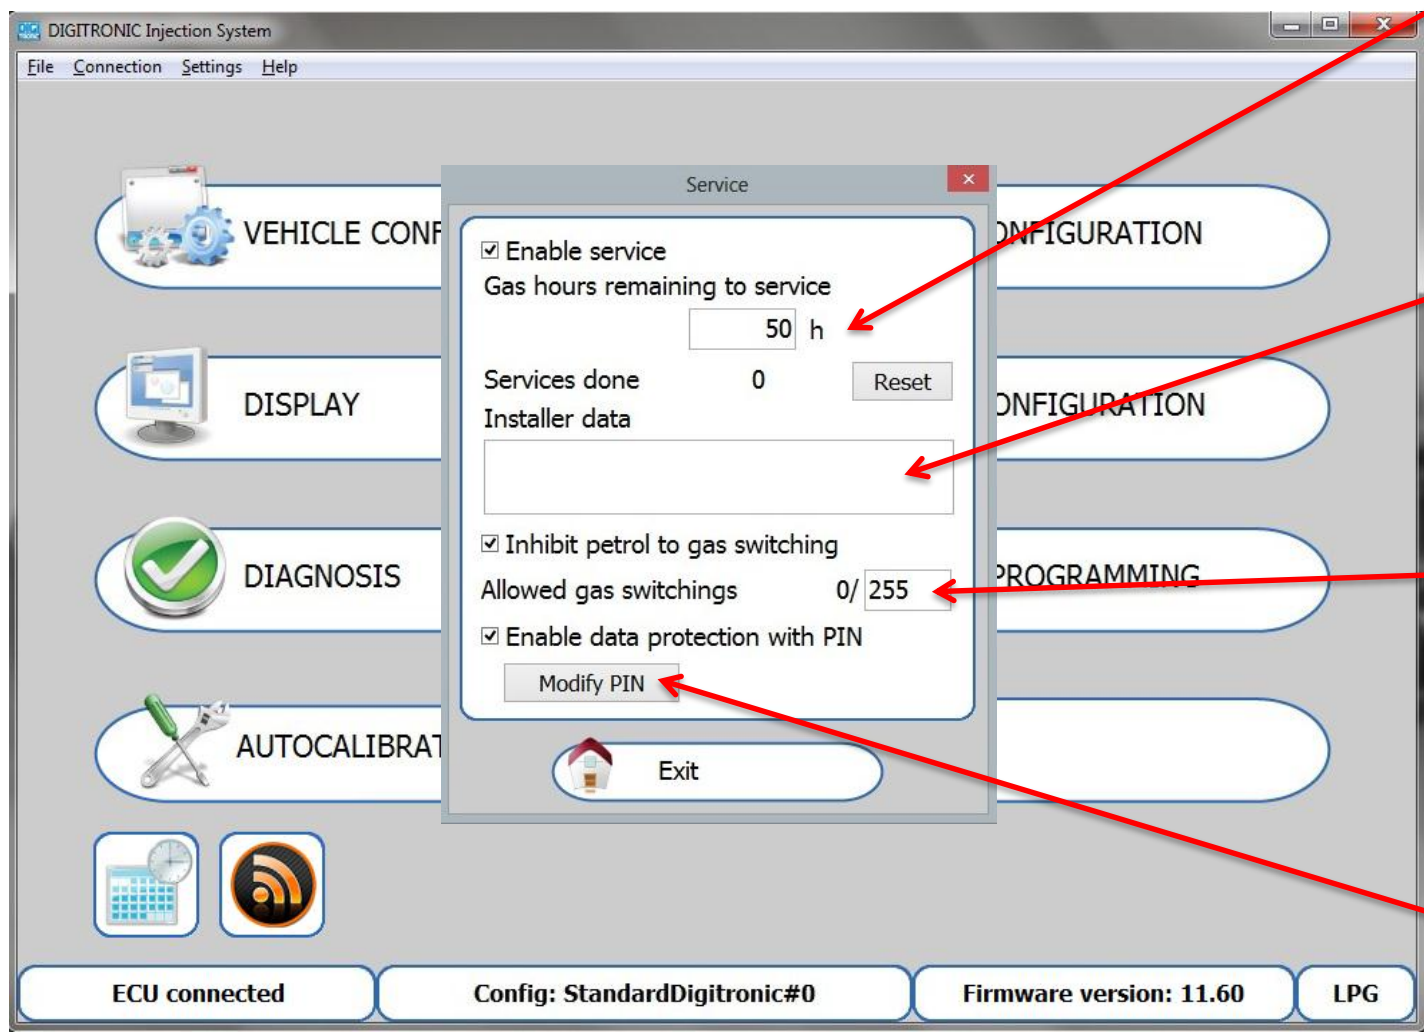 DIGITRONIC Injection System
File Connection Settings Help
VEHICLE CONF
ONFIGURATION
Service
Enable service
Gas hours remaining to service
50 h
Services done 0 Reset
Installer data
DISPLAY
ONFIGURATION
Inhibit petrol to gas switching
Allowed gas switchings 0/ 255
Enable data protection with PIN
Modify PIN
DIAGNOSIS
PROGRAMMING
AUTOCALIBRAT
Exit
ECU connected
Config: StandardDigitronic#0
Firmware version: 11.60
LPG